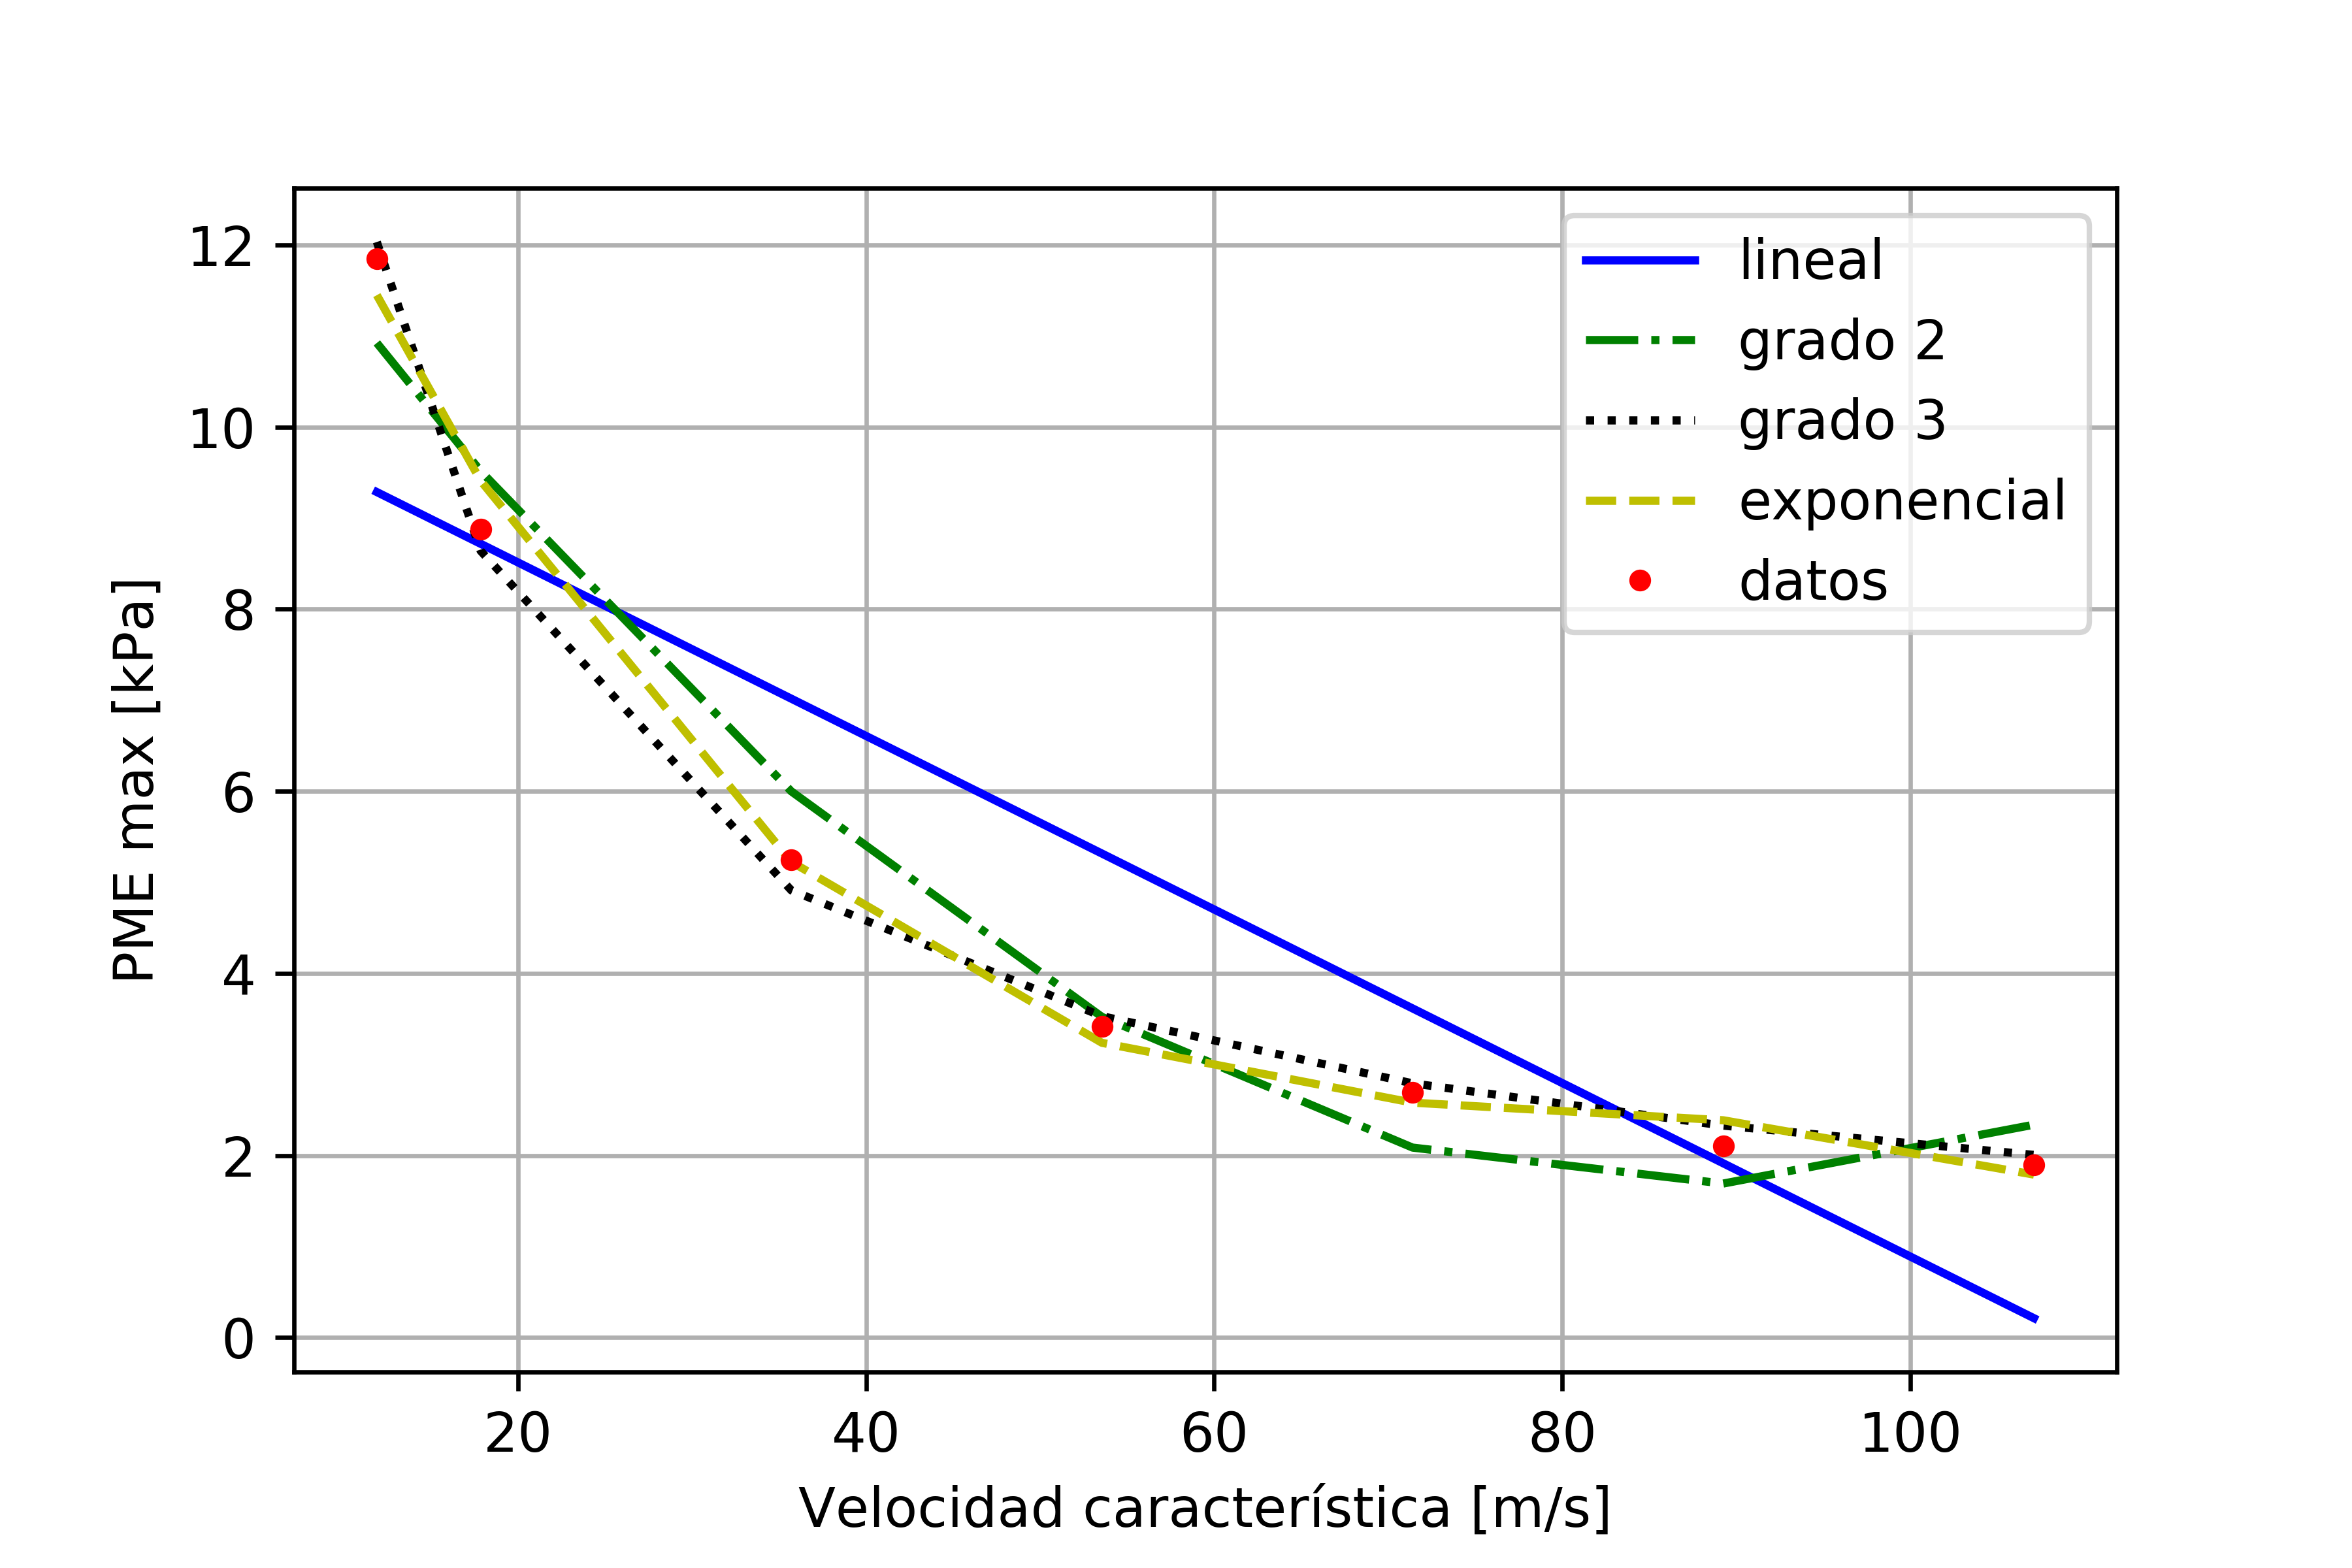 12
10
8
6
4
2
0
PME max [kPa]
lineal
grado 2
grado 3
exponencial
datos
20 40 60 80 100
Velocidad característica [m/s]